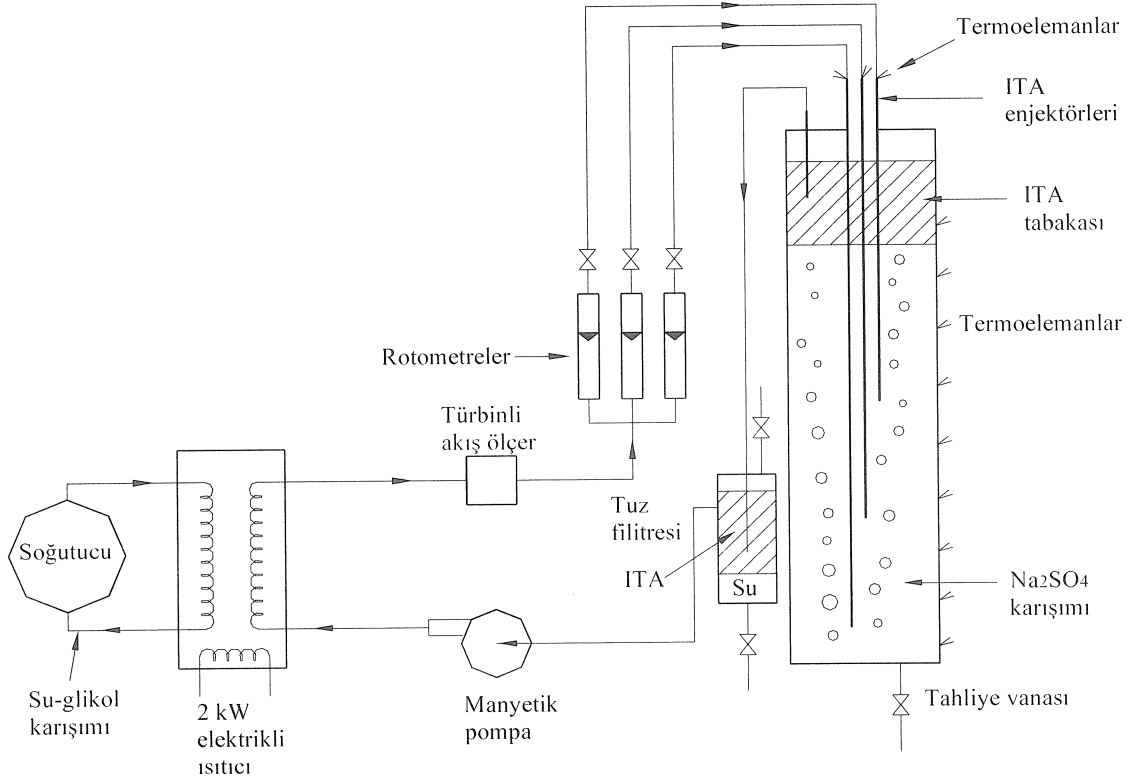 Termoelemanlar
ITA
enjektörleri
ITA
tabakası
Termoelemanlar
Rotometreler
Türbinli
akış ölçer
Soğutucu
Tuz
filitresi
ITA
Su
Na2SO4
karışımı
Su-glikol
karışımı
2 kW
elektrikli
ısıtıcı
Manyetik
pompa
Tahliye vanası